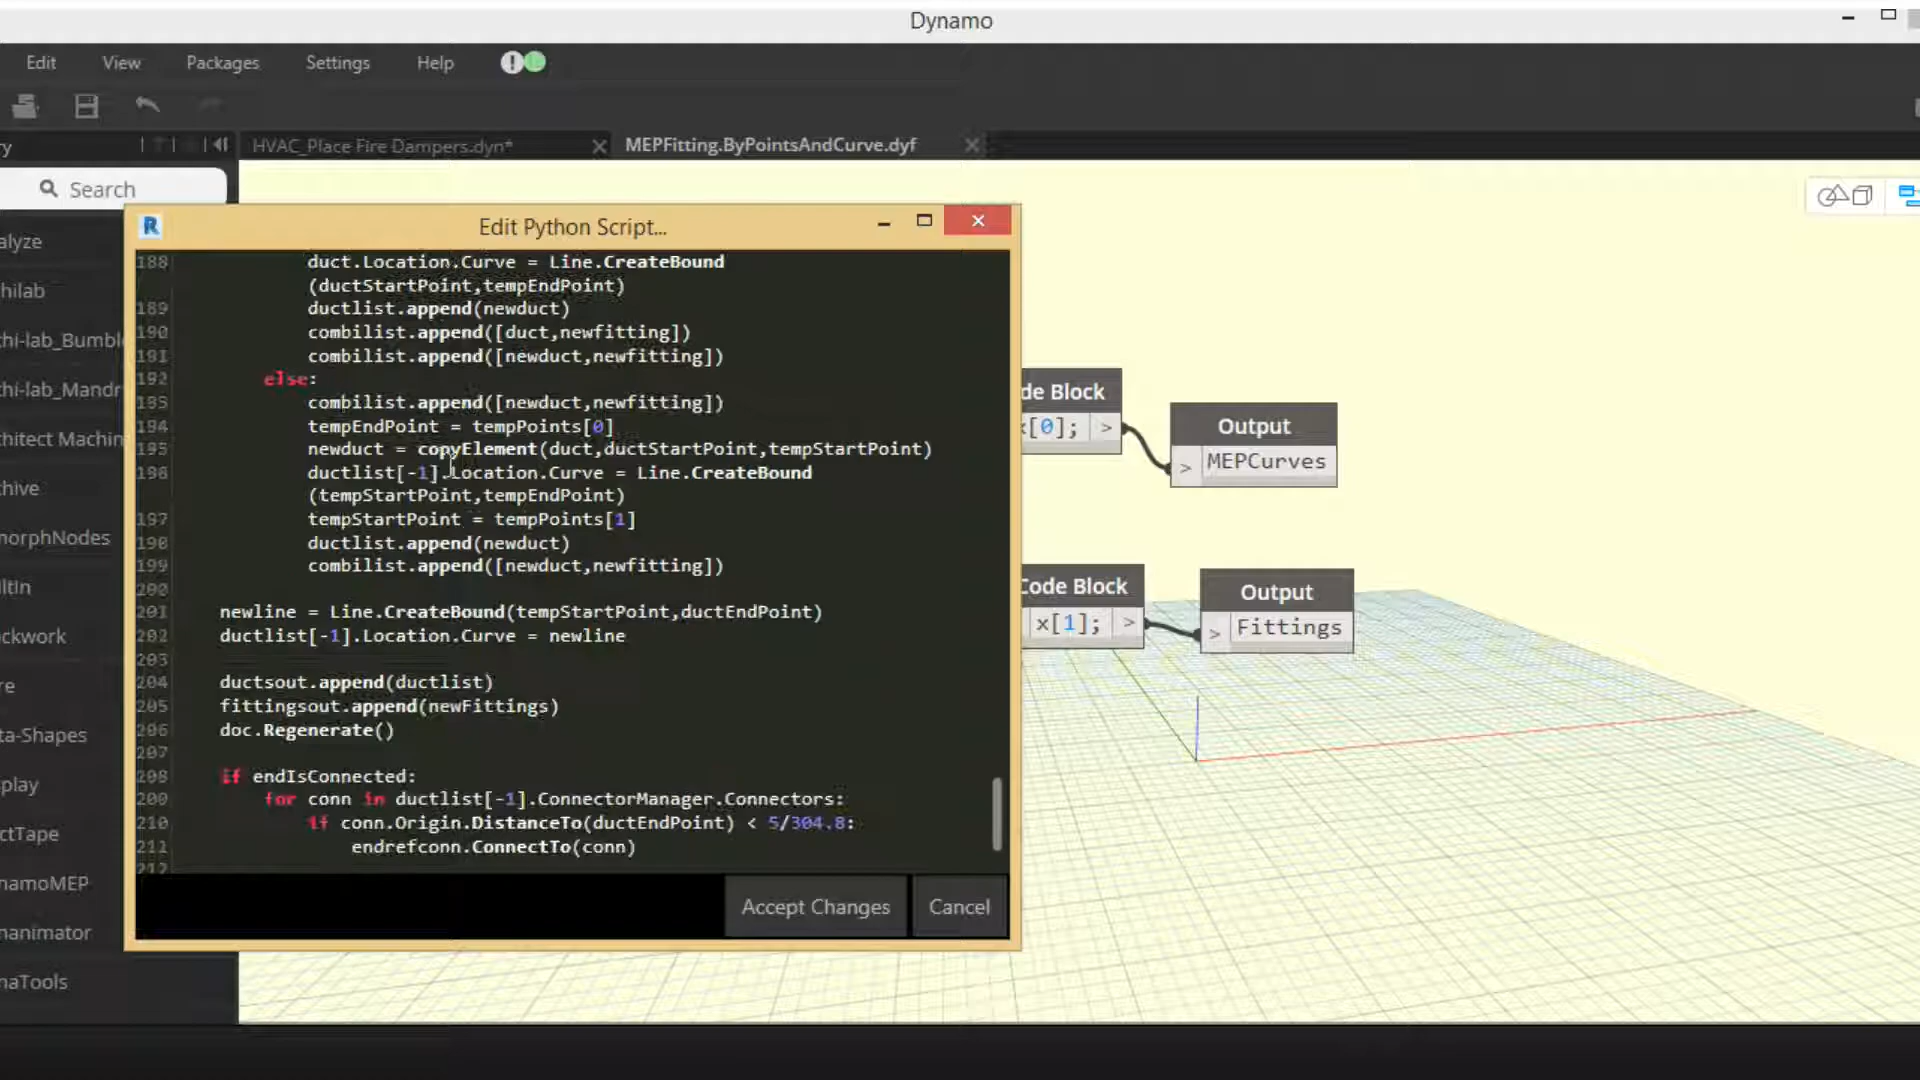 Dynamo
Edit View Packages Settings Help
HVAC_Place Fire Dampers.dyn* MEPFitting.ByPointsAndCurve.dyf
ry
Search
alyze
hilab
hi-lab_Bumbl
hi-lab_Mandr
chitect Machin
chive
morphNodes
iltIn
ockwork
re
ta-Shapes
play
ctTape
namoMEP
nanimator
naTools
R Edit Python Script...
188 duct.Location.Curve = Line.CreateBound
(ductStartPoint,tempEndPoint)
189 ductlist.append(newduct)
190 combilist.append([duct,newfitting])
191 combilist.append([newduct,newfitting])
192 else:
193 combilist.append([newduct,newfitting])
194 tempEndPoint = tempPoints[0]
195 newduct = copyElement(duct,ductStartPoint,tempStartPoint)
196 ductlist[-1].Location.Curve = Line.CreateBound
(tempStartPoint,tempEndPoint)
197 tempStartPoint = tempPoints[1]
198 ductlist.append(newduct)
199 combilist.append([newduct,newfitting])
200
201 newline = Line.CreateBound(tempStartPoint,ductEndPoint)
202 ductlist[-1].Location.Curve = newline
203
204 ductsout.append(ductlist)
205 fittingsout.append(newFittings)
206 doc.Regenerate()
207
208 if endIsConnected:
209 for conn in ductlist[-1].ConnectorManager.Connectors:
210 if conn.Origin.DistanceTo(ductEndPoint) < 5/304.8:
211 endrefconn.ConnectTo(conn)
212
Accept Changes Cancel
de Block
x[0]; >
Output
> MEPCurves
Code Block
x[1]; >
Output
> Fittings